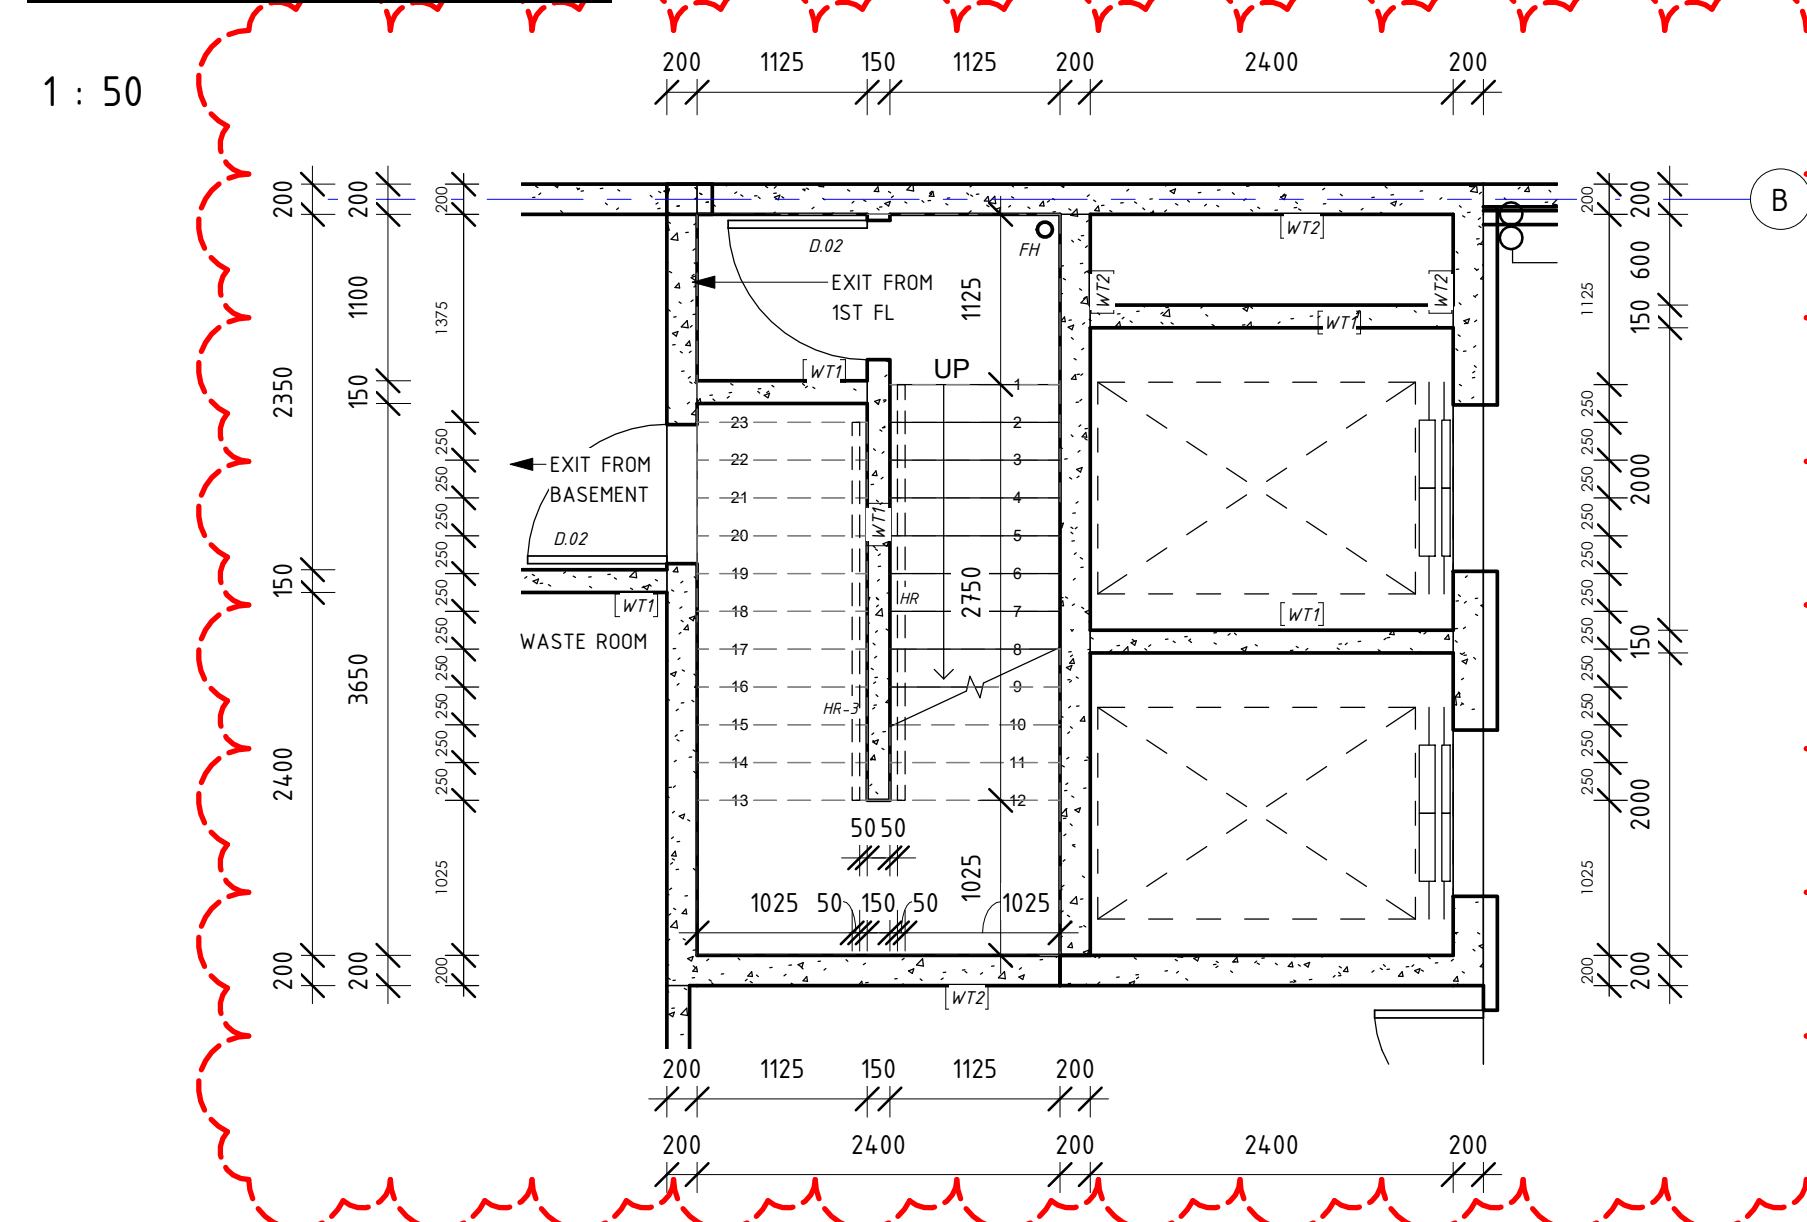 1 : 50
200 1125 150 1125 200 2400 200
B
200
2350
150
2400
200
200
1100
150
3650
200
200
1375
250
250
250
250
250
250
250
250
250
250
1025
200
D.02
EXIT FROM
1ST FL
FH
1125
UP
[WT1]
[WT2]
[WT2]
[WT2]
[WT1]
1
2
3
4
5
6
7
8
9
10
11
12
23
22
21
20
19
18
17
16
15
14
13
EXIT FROM
BASEMENT
D.02
[WT1]
WASTE ROOM
[WT1]
HR
2750
HR-3
[WT1]
50 50
1025
1025 50 150 50 1025
[WT2]
200
1125
250
250
250
250
250
250
250
250
250
250
250
1025
200
200
600
150
2000
150
2000
200
200 1125 150 1125 200
200 2400 200 2400 200